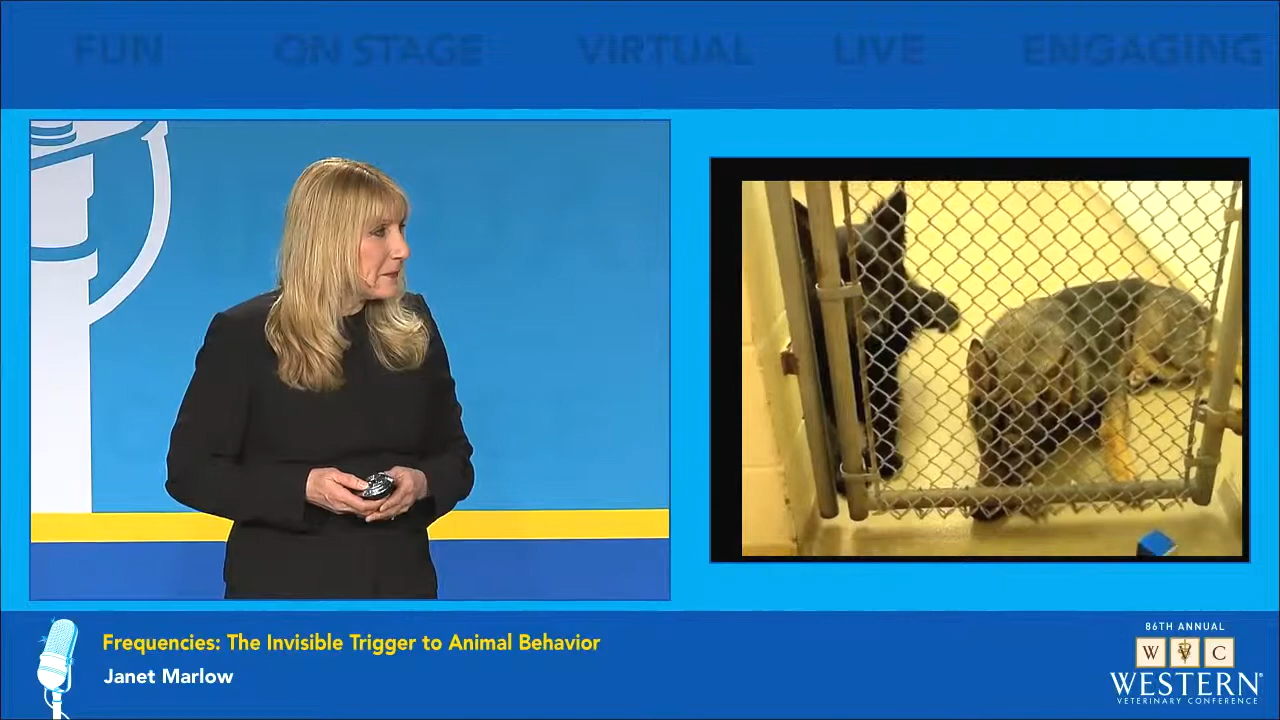 FUN ON STAGE VIRTUAL LIVE ENGAGING
Frequencies: The Invisible Trigger to Animal Behavior
Janet Marlow
86TH ANNUAL
W C
WESTERN®
VETERINARY CONFERENCE